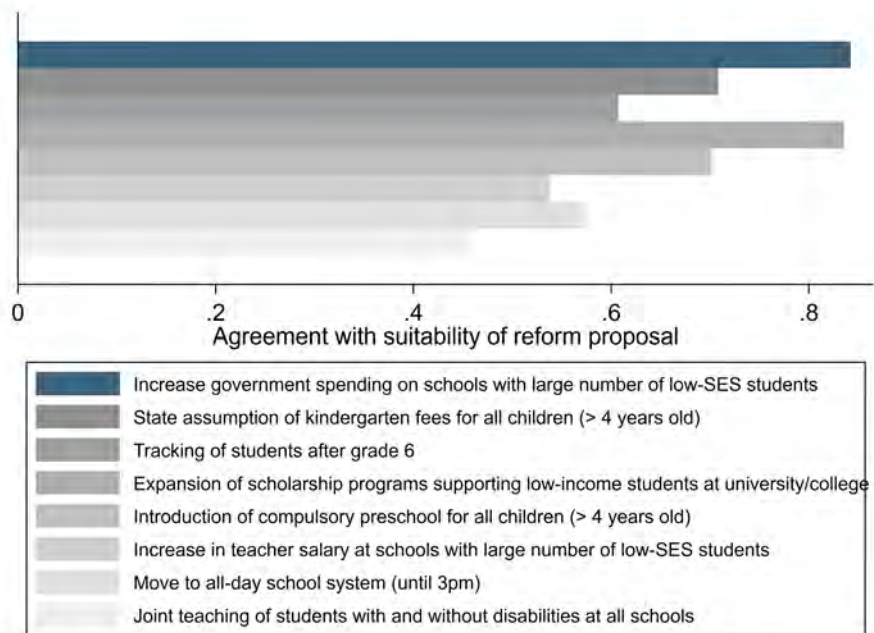 0 .2 .4 .6 .8
Agreement with suitability of reform proposal
Increase government spending on schools with large number of low-SES students
State assumption of kindergarten fees for all children (> 4 years old)
Tracking of students after grade 6
Expansion of scholarship programs supporting low-income students at university/college
Introduction of compulsory preschool for all children (> 4 years old)
Increase in teacher salary at schools with large number of low-SES students
Move to all-day school system (until 3pm)
Joint teaching of students with and without disabilities at all schools